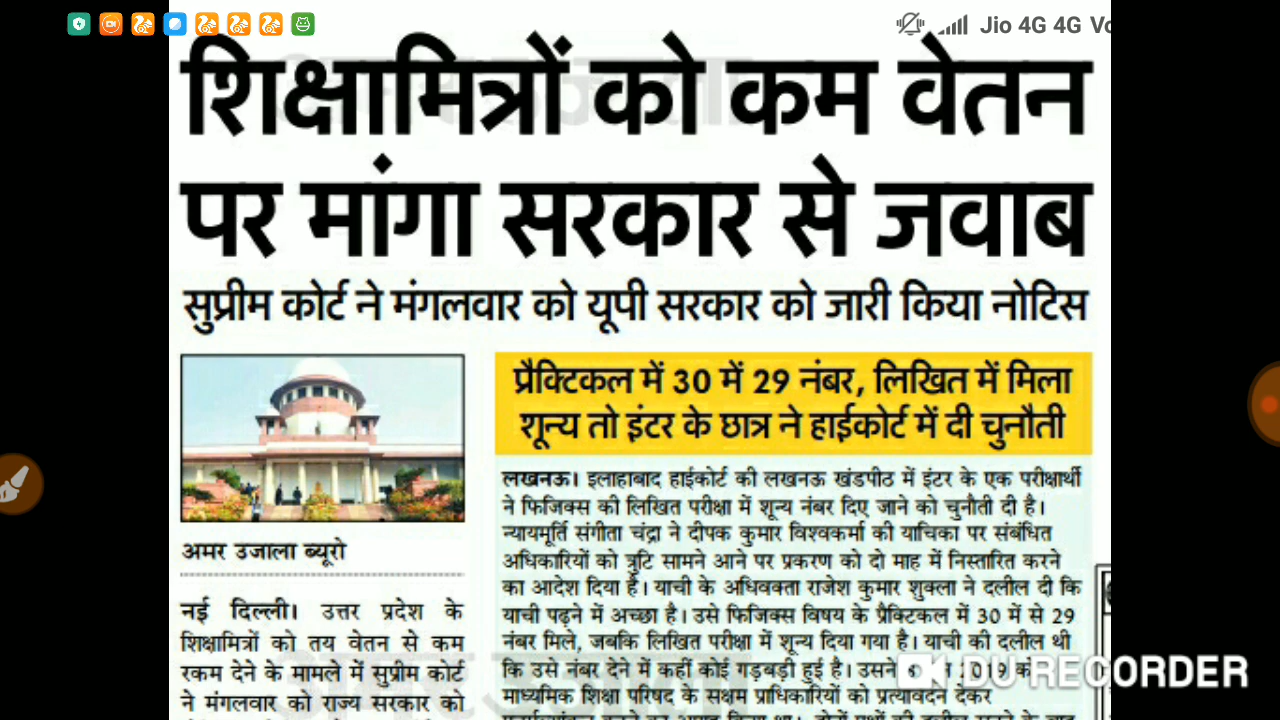 Jio 4G 4G
शिक्षामित्रों को कम वेतन
पर मांगा सरकार से जवाब
सुप्रीम कोर्ट ने मंगलवार को यूपी सरकार को जारी किया नोटिस
अमर उजाला ब्यूरो
नई दिल्ली। उत्तर प्रदेश के
शिक्षामित्रों को तय वेतन से कम
रकम देने के मामले में सुप्रीम कोर्ट
ने मंगलवार को राज्य सरकार को
प्रैक्टिकल में 30 में 29 नंबर, लिखित में मिला
शून्य तो इंटर के छात्र ने हाईकोर्ट में दी चुनौती
लखनऊ। इलाहाबाद हाईकोर्ट की लखनऊ खंडपीठ में इंटर के एक परीक्षार्थी
ने फिजिक्स की लिखित परीक्षा में शून्य नंबर दिए जाने को चुनौती दी है।
न्यायमूर्ति संगीता चंद्रा ने दीपक कुमार विश्वकर्मा की याचिका पर संबंधित
अधिकारियों को त्रुटि सामने आने पर प्रकरण को दो माह में निस्तारित करने
का आदेश दिया है। याची के अधिवक्ता राजेश कुमार शुक्ला ने दलील दी कि
याची पढ़ने में अच्छा है। उसे फिजिक्स विषय के प्रैक्टिकल में 30 में से 29
नंबर मिले, जबकि लिखित परीक्षा में शून्य दिया गया है। याची की दलील थी
कि उसे नंबर देने में कहीं कोई गड़बड़ी हुई है। उसने
माध्यमिक शिक्षा परिषद के सक्षम प्राधिकारियों को प्रत्यावदन देकर
DU RECORDER